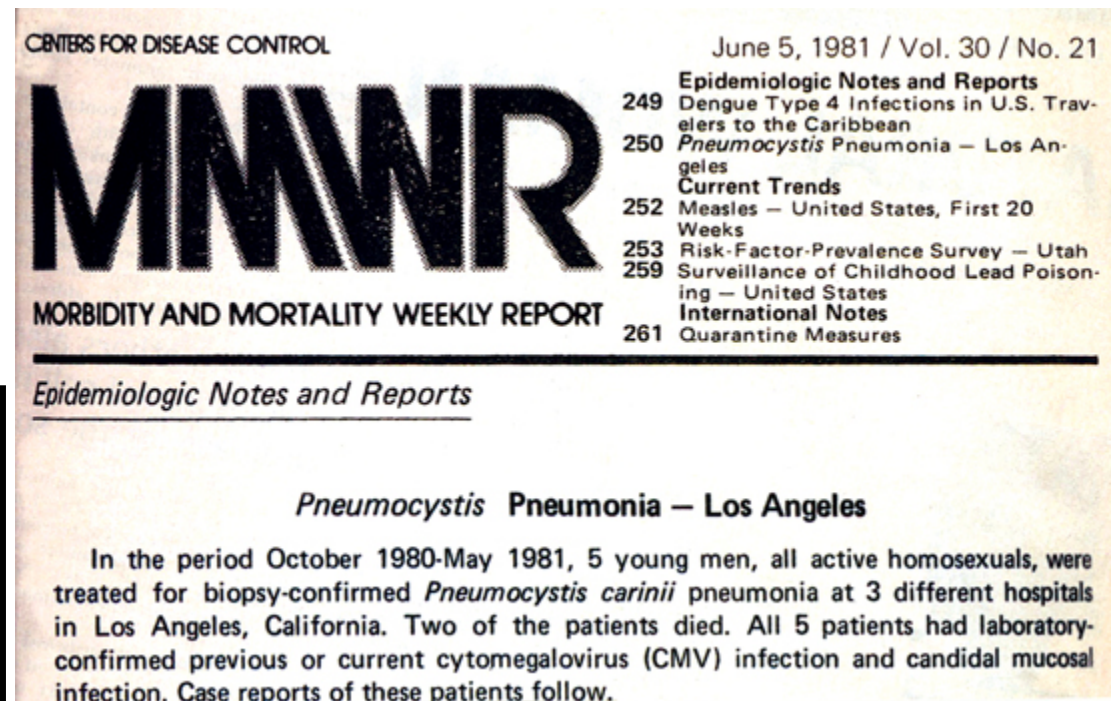 CENTERS FOR DISEASE CONTROL
June 5, 1981 / Vol. 30 / No. 21
MMWR
MORBIDITY AND MORTALITY WEEKLY REPORT
Epidemiologic Notes and Reports
249 Dengue Type 4 Infections in U.S. Trav-
elers to the Caribbean
250 Pneumocystis Pneumonia — Los An-
geles
Current Trends
252 Measles — United States, First 20
Weeks
253 Risk-Factor-Prevalence Survey — Utah
259 Surveillance of Childhood Lead Poison-
ing — United States
International Notes
261 Quarantine Measures
Epidemiologic Notes and Reports
Pneumocystis Pneumonia — Los Angeles
In the period October 1980-May 1981, 5 young men, all active homosexuals, were
treated for biopsy-confirmed Pneumocystis carinii pneumonia at 3 different hospitals
in Los Angeles, California. Two of the patients died. All 5 patients had laboratory-
confirmed previous or current cytomegalovirus (CMV) infection and candidal mucosal
infection. Case reports of these patients follow.